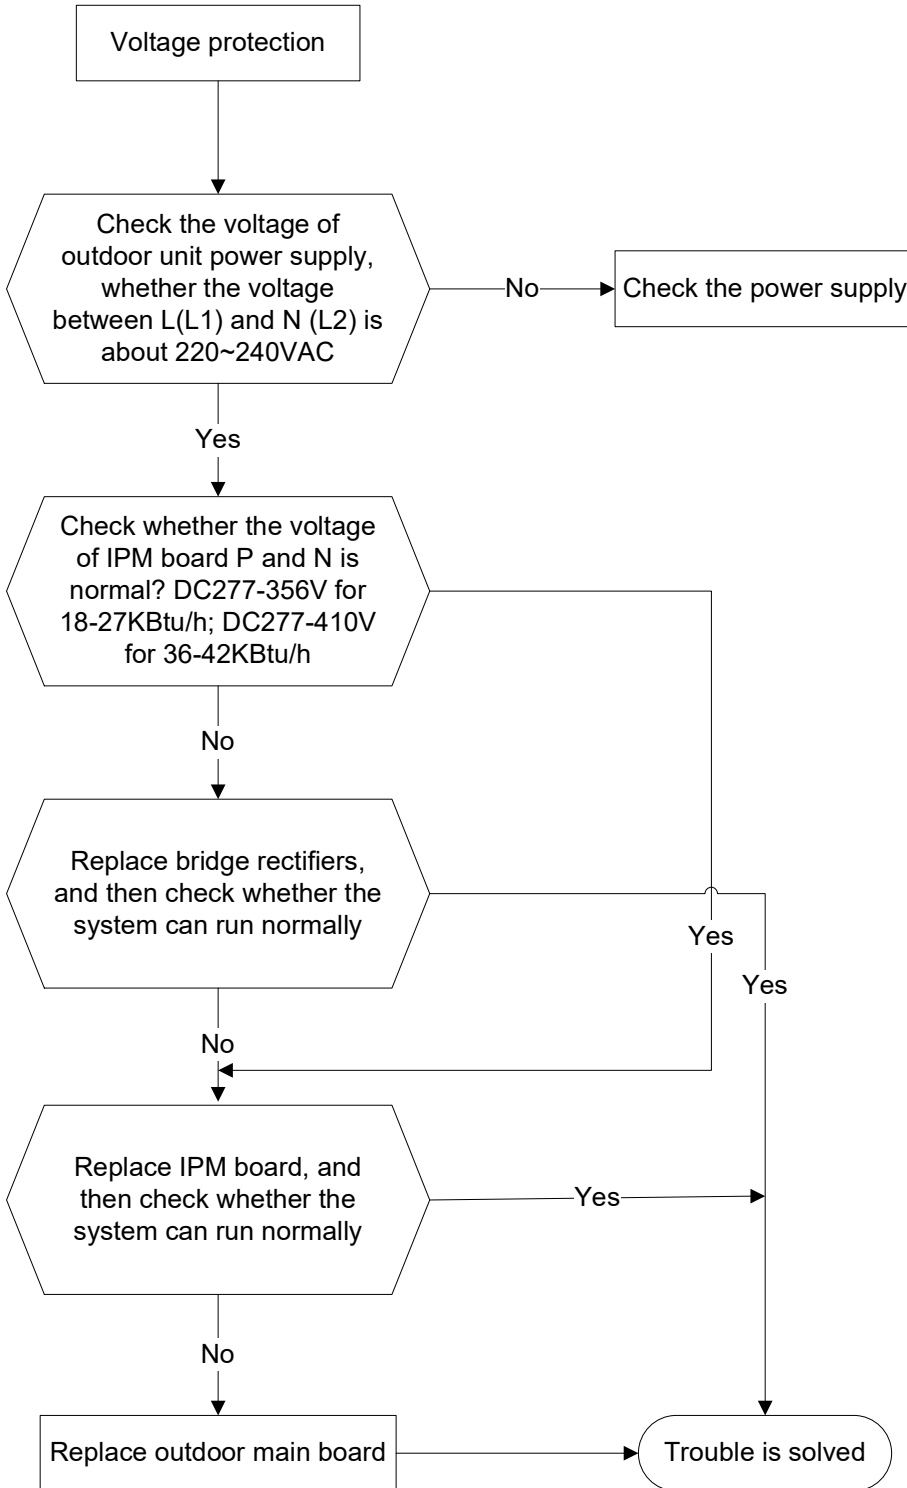 Voltage protection
Check the voltage of
outdoor unit power supply,
whether the voltage
between L(L1) and N (L2) is
about 220~240VAC
No
Check the power supply
Yes
Check whether the voltage
of IPM board P and N is
normal? DC277-356V for
18-27KBtu/h; DC277-410V
for 36-42KBtu/h
No
Replace bridge rectifiers,
and then check whether the
system can run normally
Yes
Yes
No
Replace IPM board, and
then check whether the
system can run normally
Yes
No
Replace outdoor main board
Trouble is solved